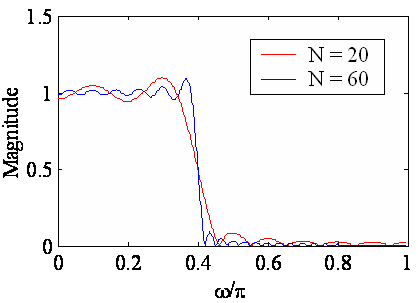 1.5
N = 20
N = 60
1
0.5
0
Magnitude
0 0.2 0.4 0.6 0.8 1
ω/π